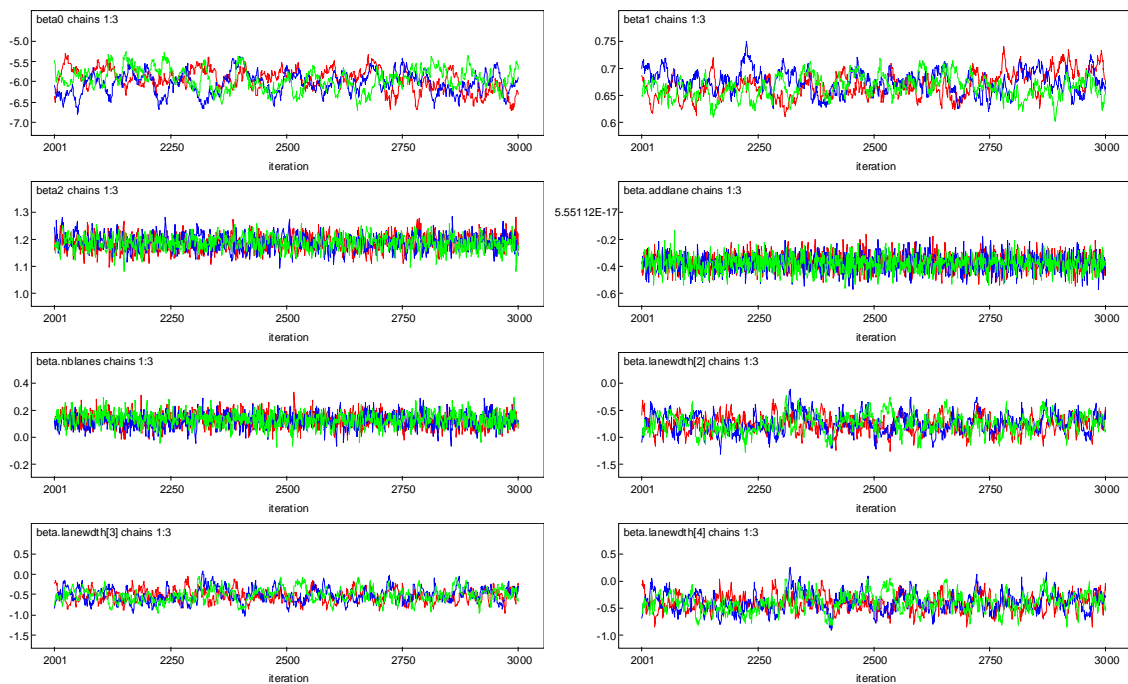 beta0 chains 1:3
-5.0
-5.5
-6.0
-6.5
-7.0
2001 2250 2500 2750 3000
iteration
beta1 chains 1:3
0.75
0.7
0.65
0.6
2001 2250 2500 2750 3000
iteration
beta2 chains 1:3
1.3
1.2
1.1
1.0
2001 2250 2500 2750 3000
iteration
beta.addlane chains 1:3
5.55112E-17
-0.2
-0.4
-0.6
2001 2250 2500 2750 3000
iteration
beta.nblanes chains 1:3
0.4
0.2
0.0
-0.2
2001 2250 2500 2750 3000
iteration
beta.lanewdth[2] chains 1:3
0.0
-0.5
-1.0
-1.5
2001 2250 2500 2750 3000
iteration
beta.lanewdth[3] chains 1:3
0.5
0.0
-0.5
-1.0
-1.5
2001 2250 2500 2750 3000
iteration
beta.lanewdth[4] chains 1:3
0.5
0.0
-0.5
-1.0
2001 2250 2500 2750 3000
iteration